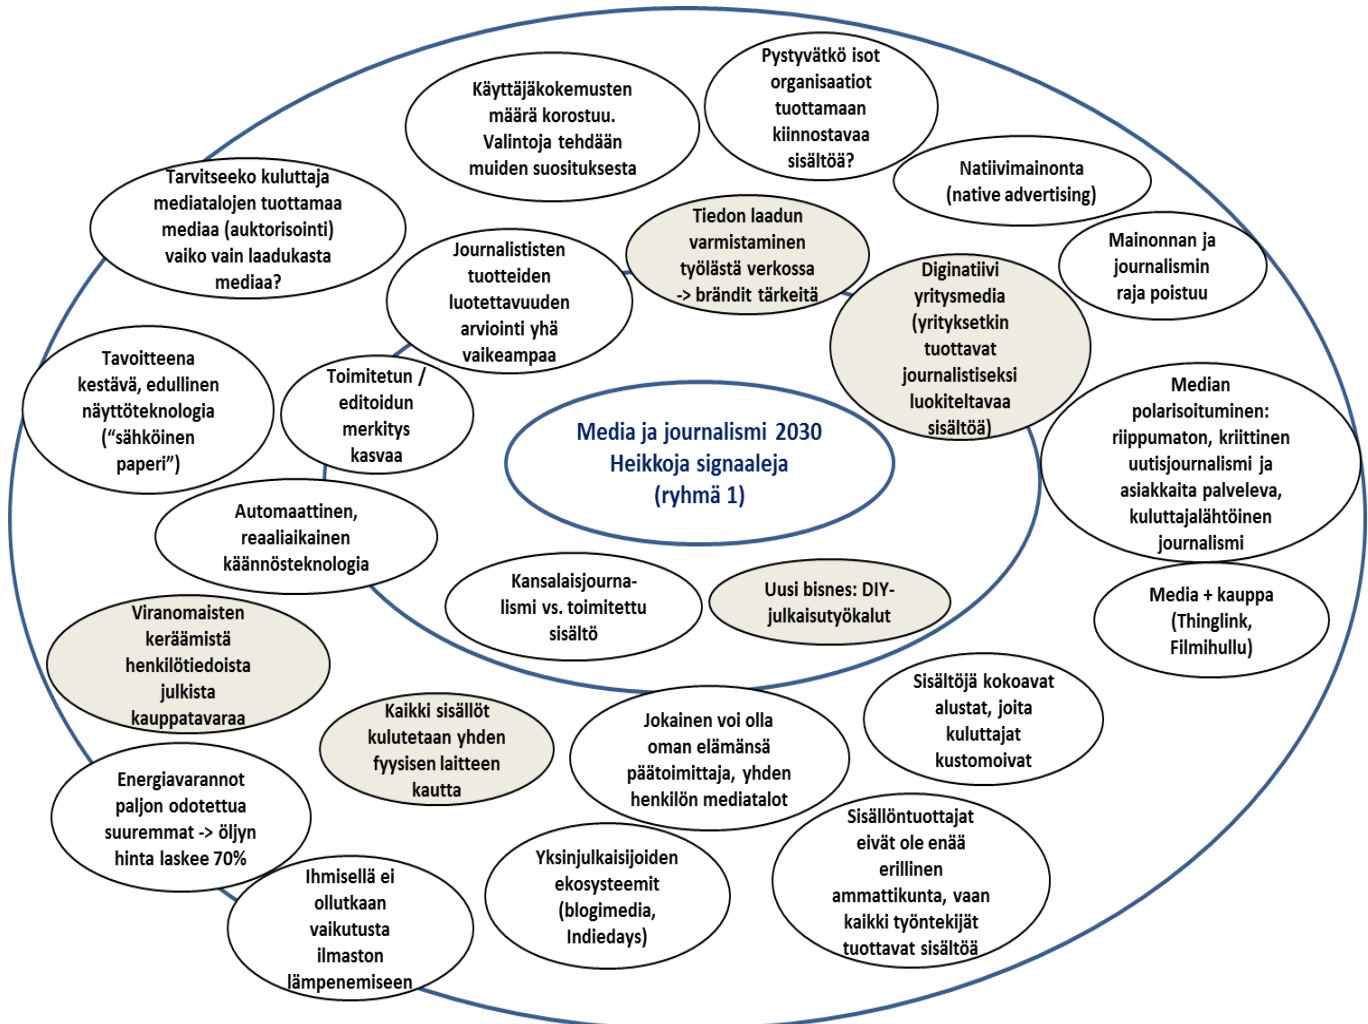 Pystyvätkö isot
organisaatiot
tuottamaan
kiinnostavaa
sisältöä?
Käyttäjäkokemusten
määrä korostuu.
Valintoja tehdään
muiden suosituksesta
Natiivimainonta
(native advertising)
Tarvitseeko kuluttaja
mediatalojen tuottamaa
mediaa (auktorisointi)
vaiko vain laadukasta
mediaa?
Tiedon laadun
varmistaminen
työlästä verkossa
-> brändit tärkeitä
Mainonnan ja
journalismin
raja poistuu
Journalististen
tuotteiden
luotettavuuden
arviointi yhä
vaikeampaa
Diginatiivi
yritysmedia
(yrityksetkin
tuottavat
journalistiseksi
luokiteltavaa
sisältöä)
Tavoitteena
kestävä, edullinen
näyttöteknologia
(“sähköinen
paperi”)
Toimitetun /
editoidun
merkitys
kasvaa
Median
polarisoituminen:
riippumaton, kriittinen
uutisjournalismi ja
asiakkaita palveleva,
kuluttajalähtöinen
journalismi
Media ja journalismi 2030
Heikkoja signaaleja
(ryhmä 1)
Automaattinen,
reaaliaikainen
käännösteknologia
Kansalaisjourna-
lismi vs. toimitettu
sisältö
Uusi bisnes: DIY-
julkaisutyökalut
Media + kauppa
(Thinglink,
Filmihullu)
Viranomaisten
keräämistä
henkilötiedoista
julkista
kauppatavaraa
Sisältöjä kokoavat
alustat, joita
kuluttajat
kustomoivat
Kaikki sisällöt
kulutetaan yhden
fyysisen laitteen
kautta
Jokainen voi olla
oman elämänsä
päätoimittaja, yhden
henkilön mediatalot
Energiavarannot
paljon odotettua
suuremmat -> öljyn
hinta laskee 70%
Sisällöntuottajat
eivät ole enää
erillinen
ammattikunta, vaan
kaikki työntekijät
tuottavat sisältöä
Yksinjulkaisijoiden
ekosysteemit
(blogimedia,
Indiedays)
Ihmisellä ei
ollutkaan
vaikutusta
ilmaston
lämpenemiseen